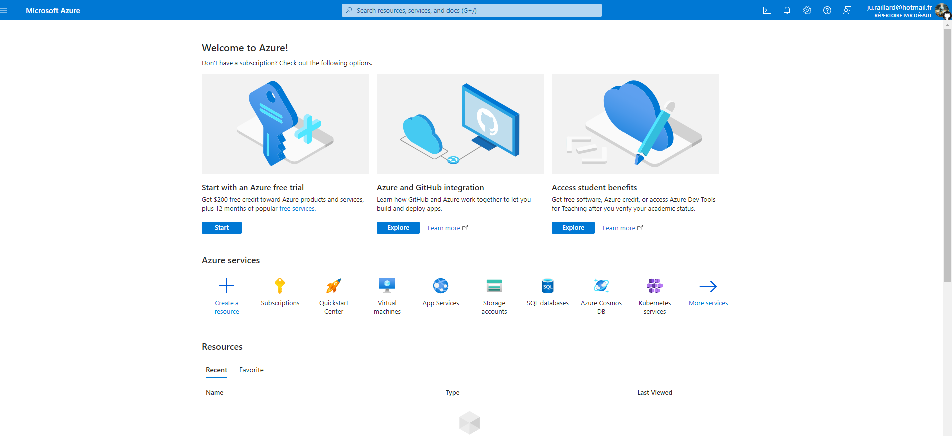 Microsoft Azure
Search resources, services, and docs (G+/)
ju.raillard@hotmail.fr
RÉPERTOIRE PAR DÉFAUT
Welcome to Azure!
Don't have a subscription? Check out the following options.
Start with an Azure free trial
Get $200 free credit toward Azure products and services, plus 12 months of popular free services.
Start
Azure and GitHub integration
Learn how GitHub and Azure work together to let you build and deploy apps.
Explore
Learn more
Access student benefits
Get free software, Azure credit, or access Azure Dev Tools for Teaching after you verify your academic status.
Explore
Learn more
Azure services
Create a resource
Subscriptions
Quickstart Center
Virtual machines
App Services
Storage accounts
SQL
SQL databases
Azure Cosmos DB
Kubernetes services
More services
Resources
Recent
Favorite
Name
Type
Last Viewed